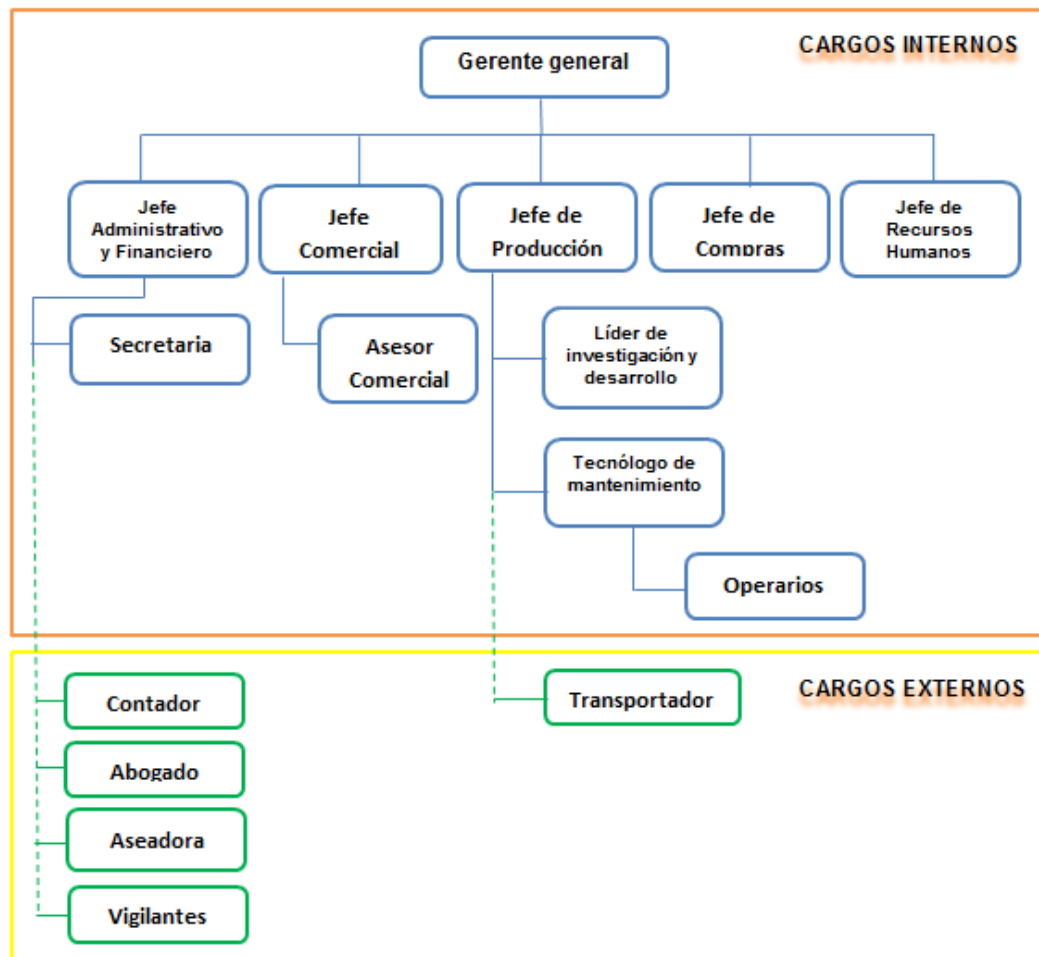 CARGOS INTERNOS
Gerente general
Jefe
Administrativo
y Financiero
Jefe
Comercial
Jefe de
Producción
Jefe de
Compras
Jefe de
Recursos
Humanos
Secretaria
Asesor
Comercial
Líder de
investigación y
desarrollo
Tecnólogo de
mantenimiento
Operarios
CARGOS EXTERNOS
Contador
Transportador
Abogado
Aseadora
Vigilantes